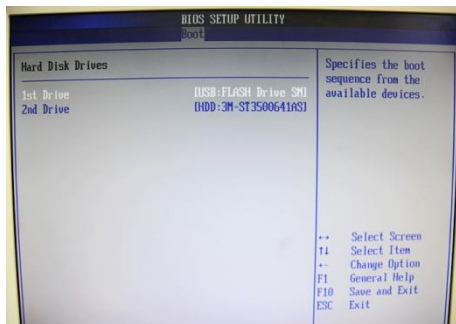 BIOS SETUP UTILITY
Boot
Hard Disk Drives
1st Drive [USB:FLASH Drive SM]
2nd Drive [HDD:3M-ST3500641AS]
Specifies the boot
sequence from the
available devices.
↔ Select Screen
↑↓ Select Item
+- Change Option
F1 General Help
F10 Save and Exit
ESC Exit